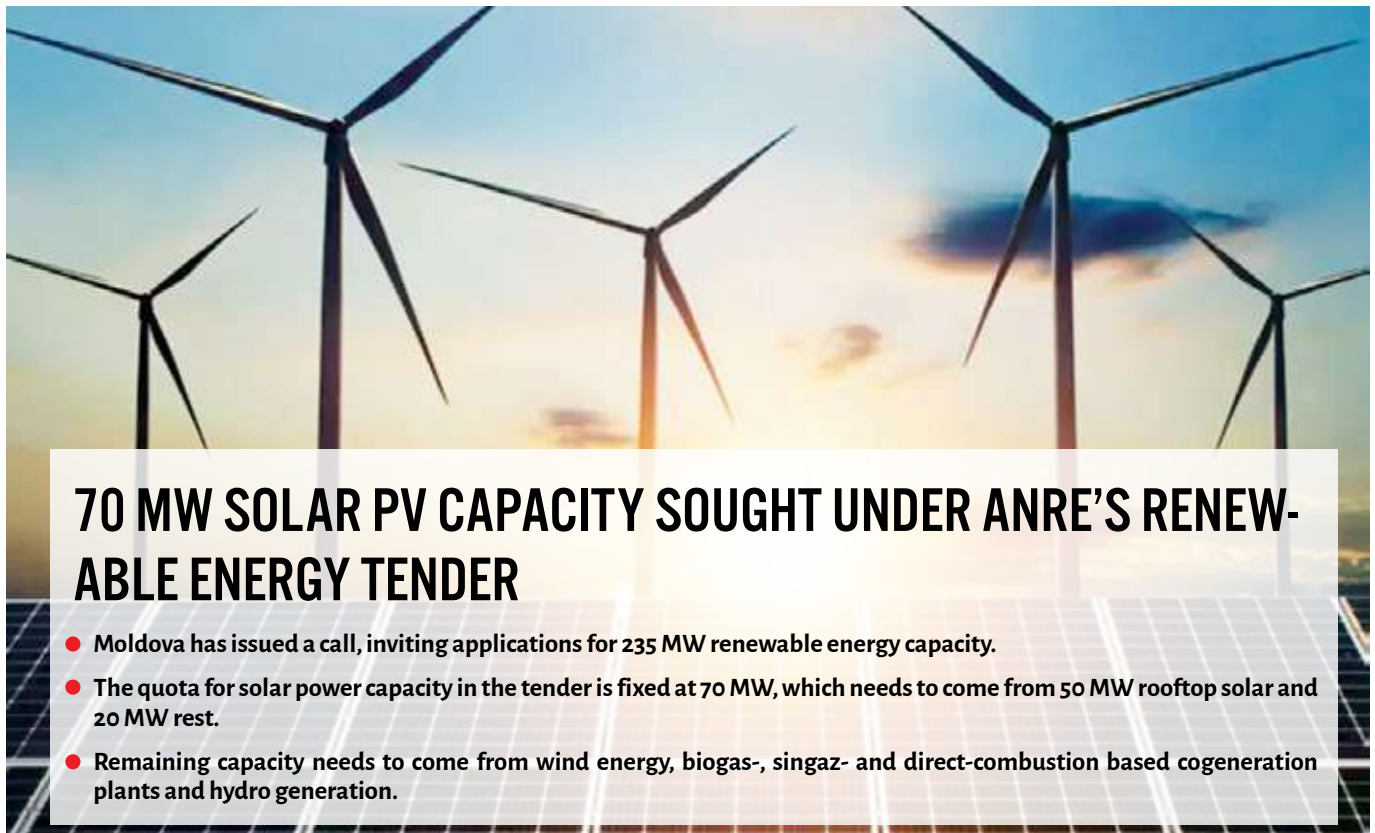 70 MW SOLAR PV CAPACITY SOUGHT UNDER ANRE’S RENEW-
ABLE ENERGY TENDER
Moldova has issued a call, inviting applications for 235 MW renewable energy capacity.
The quota for solar power capacity in the tender is fixed at 70 MW, which needs to come from 50 MW rooftop solar and
20 MW rest.
Remaining capacity needs to come from wind energy, biogas-, singaz- and direct-combustion based cogeneration
plants and hydro generation.